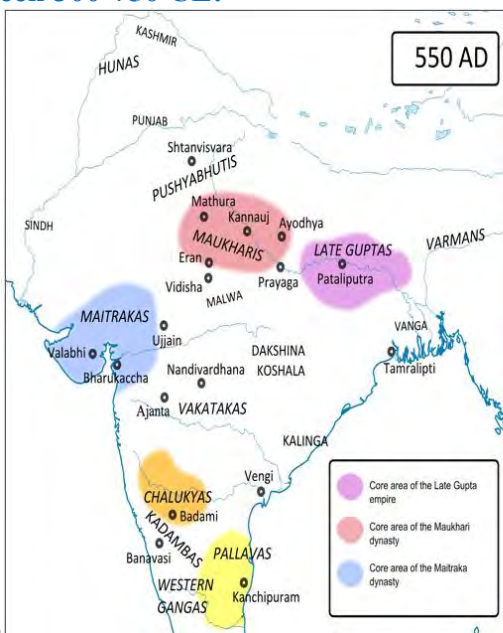 550 AD
KASHMIR
HUNAS
PUNJAB
Shtanvisvara
PUSHYABHUTIS
Mathura
Kannauj
Ayodhya
SINDH
MAUKHARIS
LATE GUPTAS
VARMANS
Eran
Prayaga
Pataliputra
Vidisha
MALWA
MAITRAKAS
Ujjain
VANGA
Valabhi
DAKSHINA
KOSHALA
Bharukaccha
Nandivardhana
Tamralipti
Ajanta
VAKATAKAS
KALINGA
Vengi
CHALUKYAS
Badami
KADAMBAS
Banavasi
PALLAVAS
WESTERN
GANGAS
Kanchipuram
Core area of the Late Gupta
empire
Core area of the Maukhari
dynasty
Core area of the Maitraka
dynasty